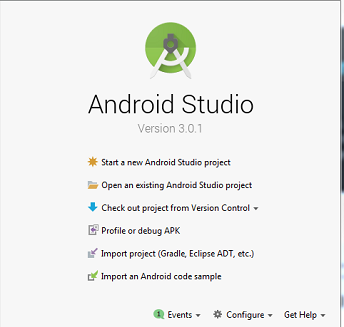 Android Studio
Version 3.0.1
Start a new Android Studio project
Open an existing Android Studio project
Check out project from Version Control
Profile or debug APK
Import project (Gradle, Eclipse ADT, etc.)
Import an Android code sample
1 Events Configure Get Help